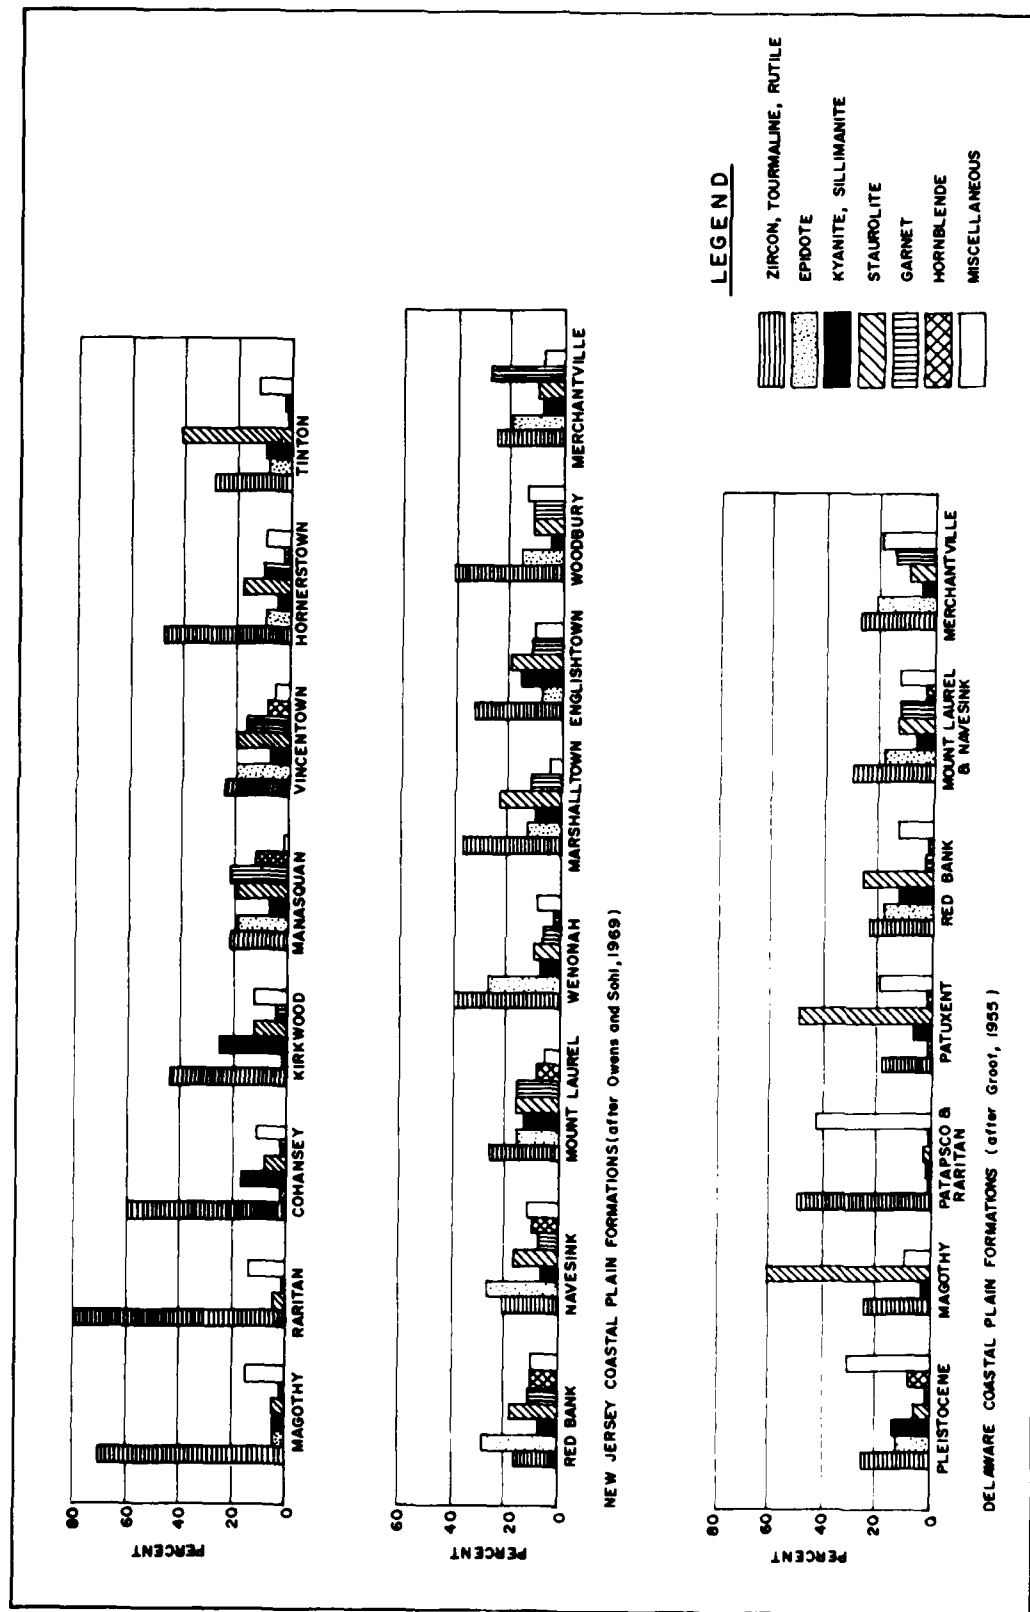 PERCENT
80
60
40
20
0
MAGOTHY
RARITAN
COHANSEY
KIRKWOOD
MANASQUAN
VINCENTOWN
HORNERSTOWN
TINTON
PERCENT
60
40
20
0
RED BANK
NAVESINK
MOUNT LAUREL
WENONAH
MARSHALLTOWN
ENGLISHTOWN
WOODBURY
MERCHANTVILLE
NEW JERSEY COASTAL PLAIN FORMATIONS (after Owens and Sohl, 1969)
PERCENT
80
60
40
20
0
PLEISTOCENE
MAGOTHY
PATAPSCO &
RARITAN
PATUXENT
RED BANK
MOUNT LAUREL
& NAVESINK
MERCHANTVILLE
DELAWARE COASTAL PLAIN FORMATIONS (after Groot, 1955)
LEGEND
ZIRCON, TOURMALINE, RUTILE
EPIDOTE
KYANITE, SILLIMANITE
STAUROLITE
GARNET
HORNBLENDE
MISCELLANEOUS